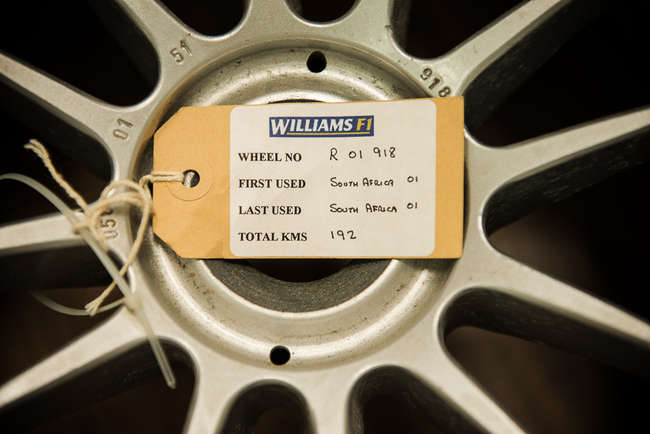 51
918
01
058
WILLIAMS F1
WHEEL NO R 01 918
FIRST USED SOUTH AFRICA 01
LAST USED SOUTH AFRICA 01
TOTAL KMS 192